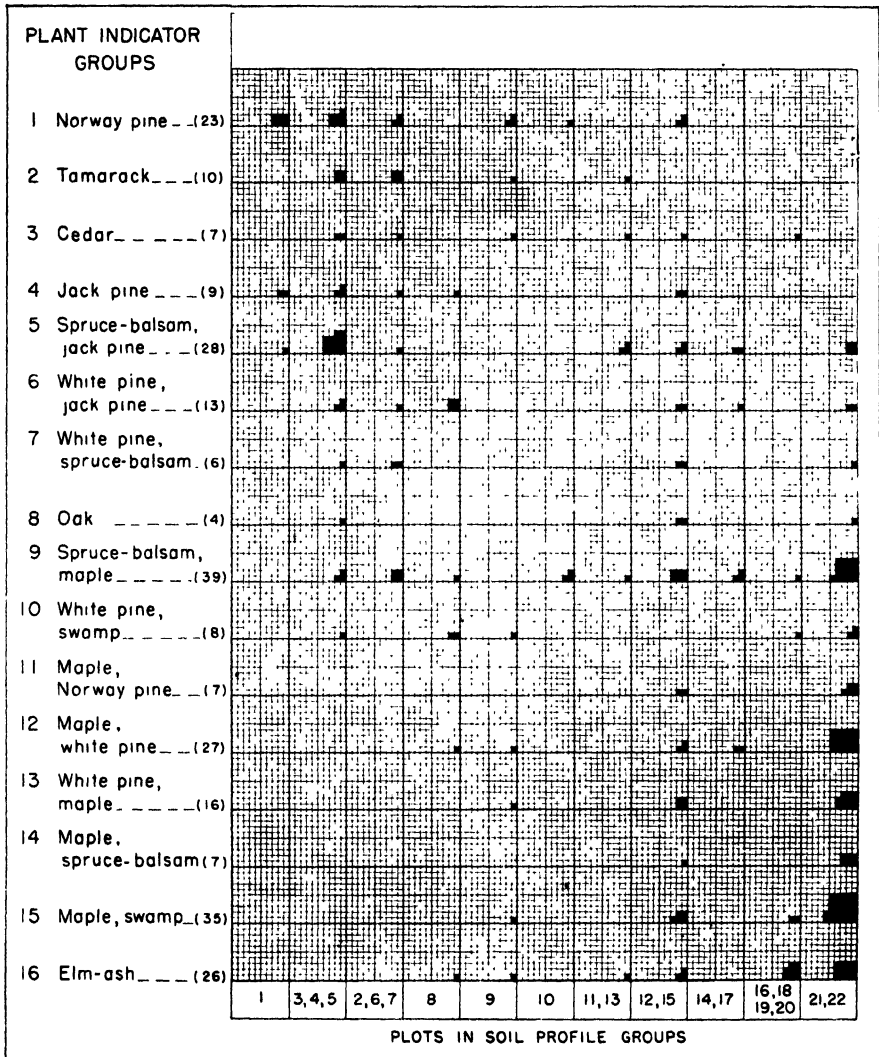 PLANT INDICATOR
GROUPS
1 Norway pine _ _(23)
2 Tamarack _ _ _ (10)
3 Cedar_ _ _ _ _ _ (7)
4 Jack pine _ _ _ (9)
5 Spruce-balsam,
jack pine _ _ _ (28)
6 White pine,
jack pine _ _ _ (13)
7 White pine,
spruce-balsam _ (6)
8 Oak _ _ _ _ _ (4)
9 Spruce-balsam,
maple _ _ _ _ _ (39)
10 White pine,
swamp _ _ _ _ _ (8)
11 Maple,
Norway pine _ _ (7)
12 Maple,
white pine _ _ (27)
13 White pine,
maple _ _ _ _ _ (16)
14 Maple,
spruce-balsam (7)
15 Maple, swamp _ (35)
16 Elm-ash _ _ _ _ (26)
1 3,4,5 2,6,7 8 9 10 11,13 12,15 14,17 16,18 21,22
19,20
PLOTS IN SOIL PROFILE GROUPS